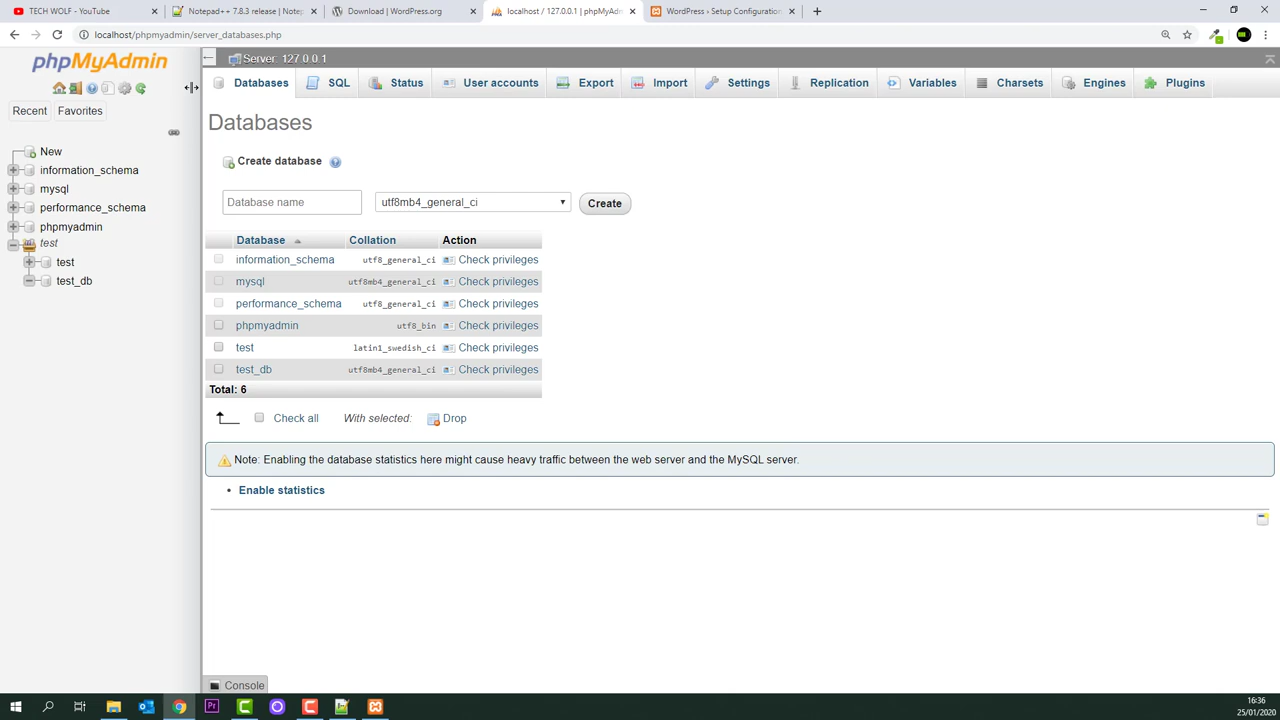 TECH WOLF - YouTube
Notepad++ 7.8.3 release | Notep
Download | WordPress.org
localhost / 127.0.0.1 | phpMyAdm
WordPress › Setup Configuration
localhost/phpmyadmin/server_databases.php
phpMyAdmin
Recent
Favorites
New
information_schema
mysql
performance_schema
phpmyadmin
test
test
test_db
Server: 127.0.0.1
Databases
SQL
Status
User accounts
Export
Import
Settings
Replication
Variables
Charsets
Engines
Plugins
Databases
Create database
Database name
utf8mb4_general_ci
Create
Database Collation Action
information_schema utf8_general_ci Check privileges
mysql utf8mb4_general_ci Check privileges
performance_schema utf8_general_ci Check privileges
phpmyadmin utf8_bin Check privileges
test latin1_swedish_ci Check privileges
test_db utf8mb4_general_ci Check privileges
Total: 6
Check all With selected: Drop
Note: Enabling the database statistics here might cause heavy traffic between the web server and the MySQL server.
Enable statistics
Console
16:36
25/01/2020